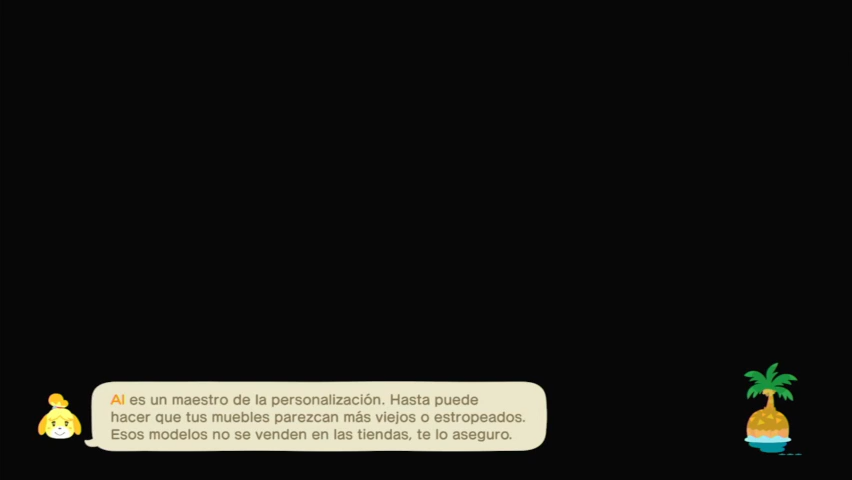 Al es un maestro de la personalización. Hasta puede
hacer que tus muebles parezcan más viejos o estropeados.
Esos modelos no se venden en las tiendas, te lo aseguro.